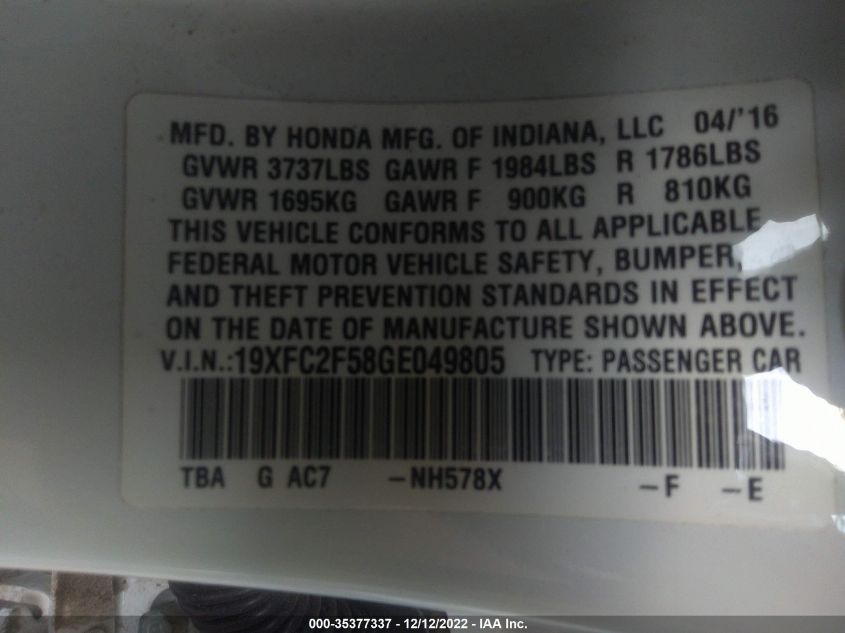 MFD. BY HONDA MFG. OF INDIANA, LLC 04/'16
GVWR 3737LBS GAWR F 1984LBS R 1786LBS
GVWR 1695KG GAWR F 900KG R 810KG
THIS VEHICLE CONFORMS TO ALL APPLICABLE
FEDERAL MOTOR VEHICLE SAFETY, BUMPER,
AND THEFT PREVENTION STANDARDS IN EFFECT
ON THE DATE OF MANUFACTURE SHOWN ABOVE.
V.I.N.:19XFC2F58GE049805 TYPE: PASSENGER CAR
TBA G AC7 -NH578X -F -E
000-35377337 - 12/12/2022 - IAA Inc.